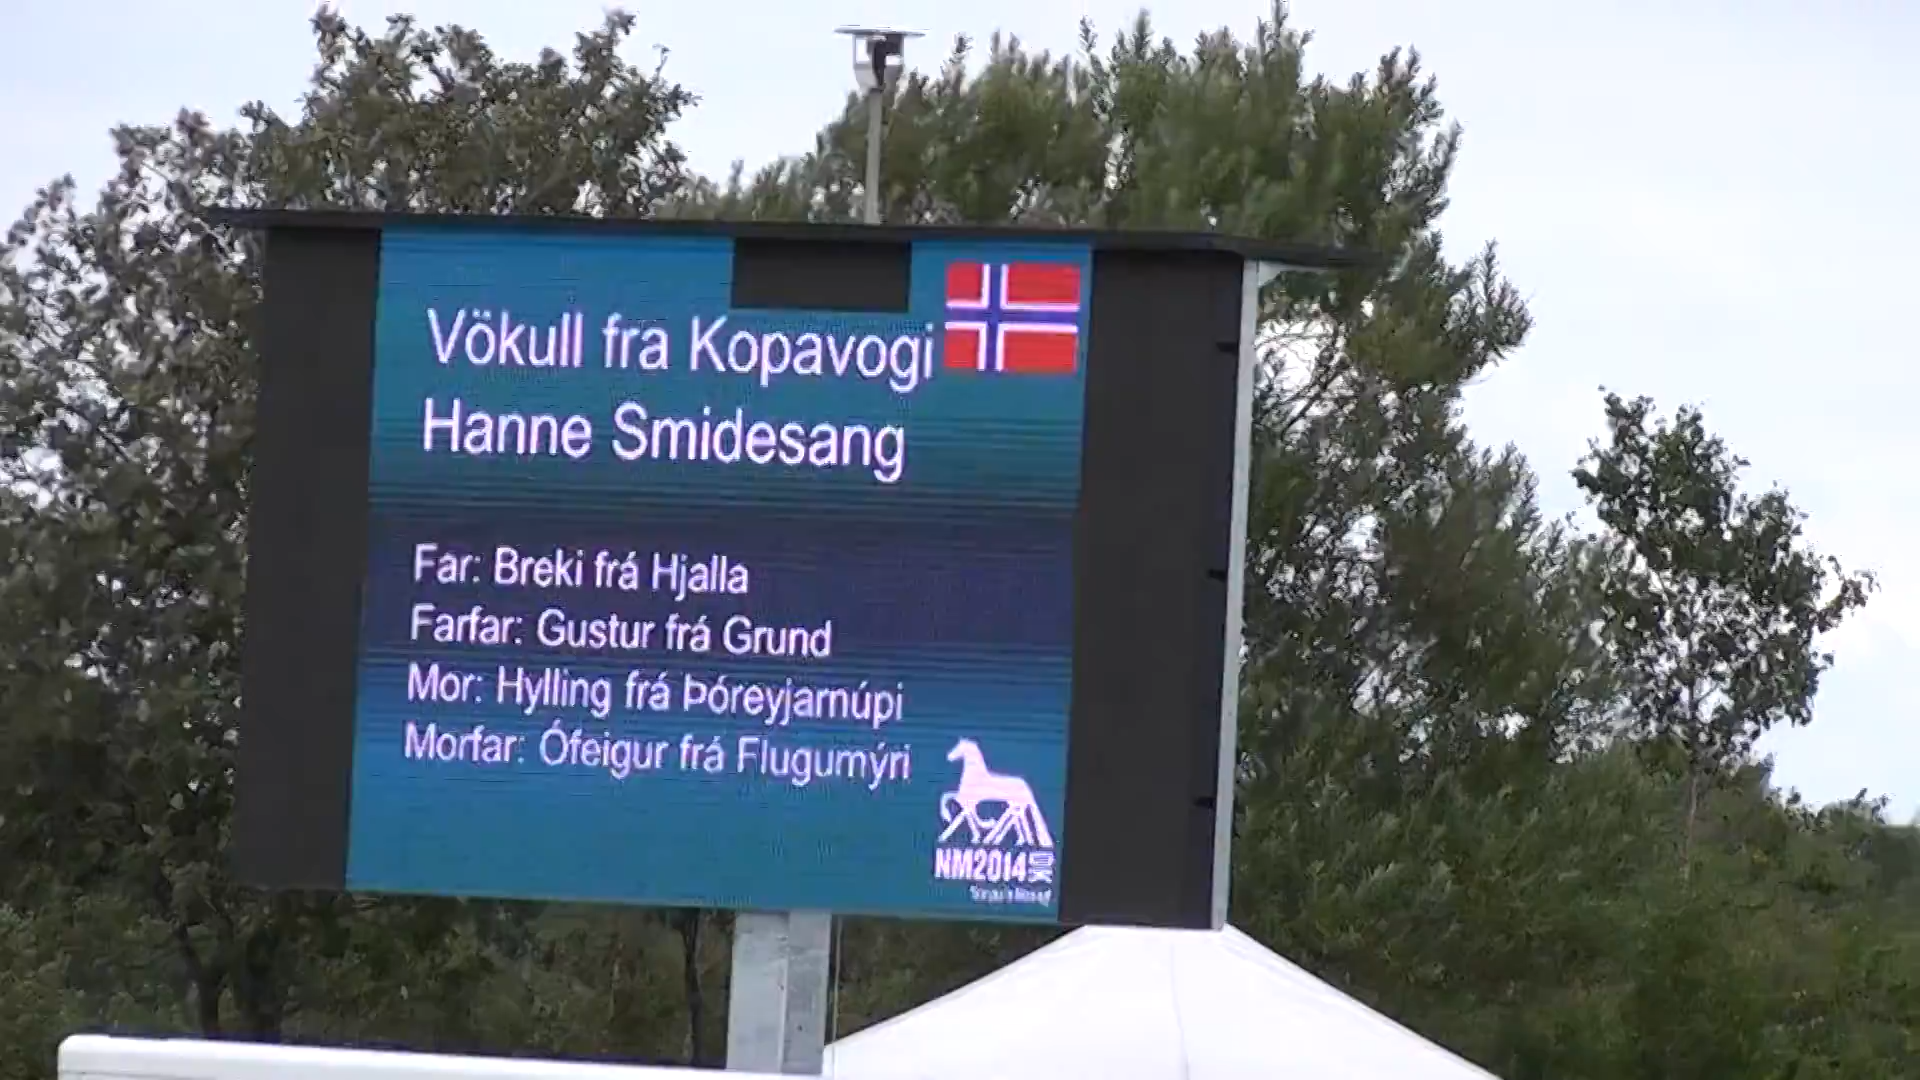 Vökull fra Kopavogi
Hanne Smidesang
Far: Breki frá Hjalla
Farfar: Gustur frá Grund
Mor: Hylling frá Þóreyjarnúpi
Morfar: Ófeigur frá Flugumýri
NM2014 DK